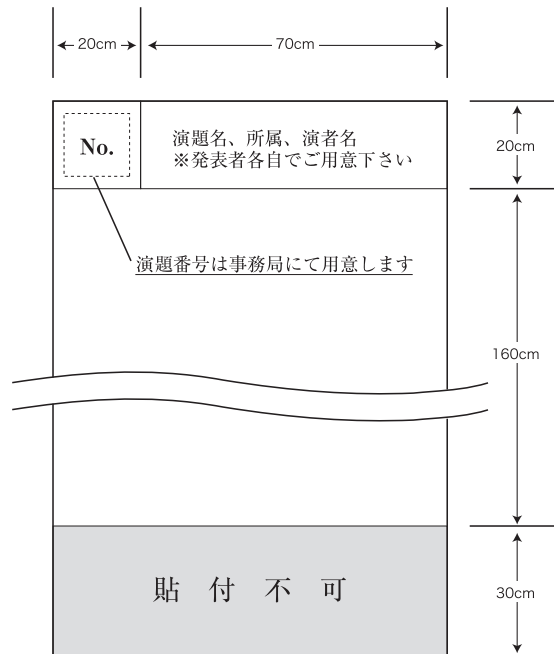 20cm
70cm
No.
演題名、所属、演者名
※発表者各自でご用意下さい
20cm
演題番号は事務局にて用意します
160cm
貼付不可
30cm